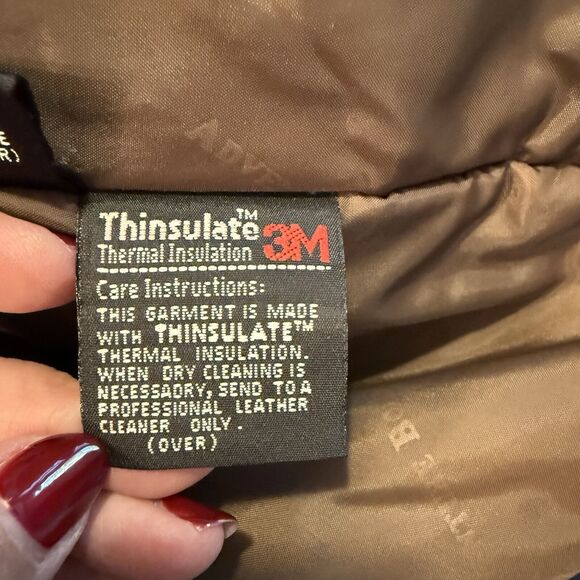 E
R)
Thinsulate™ 3M
Thermal Insulation
Care Instructions:
THIS GARMENT IS MADE
WITH THINSULATE™
THERMAL INSULATION.
WHEN DRY CLEANING IS
NECESSADRY, SEND TO A
PROFESSIONAL LEATHER
CLEANER ONLY.
(OVER)